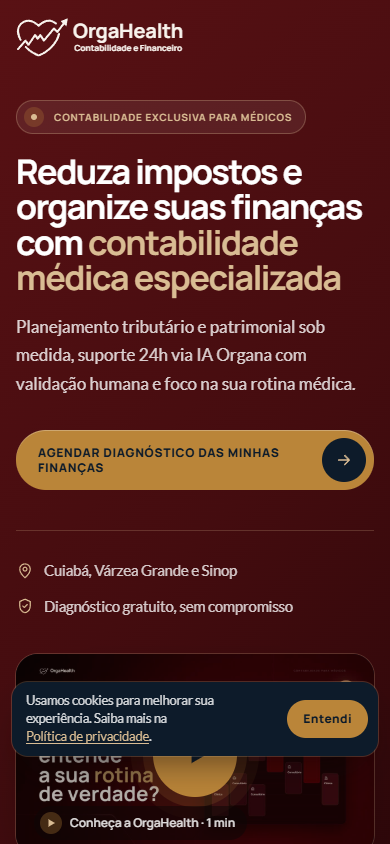 OrgaHealth
Contabilidade e Financeiro
CONTABILIDADE EXCLUSIVA PARA MÉDICOS
Reduza impostos e
organize suas finanças
com contabilidade
médica especializada
Planejamento tributário e patrimonial sob
medida, suporte 24h via IA Organa com
validação humana e foco na sua rotina médica.
AGENDAR DIAGNÓSTICO DAS MINHAS
FINANÇAS
Cuiabá, Várzea Grande e Sinop
Diagnóstico gratuito, sem compromisso
OrgaHealth
Usamos cookies para melhorar sua
experiência. Saiba mais na
Política de privacidade.
Entendi
entende
a sua rotina
de verdade?
Conheça a OrgaHealth · 1 min